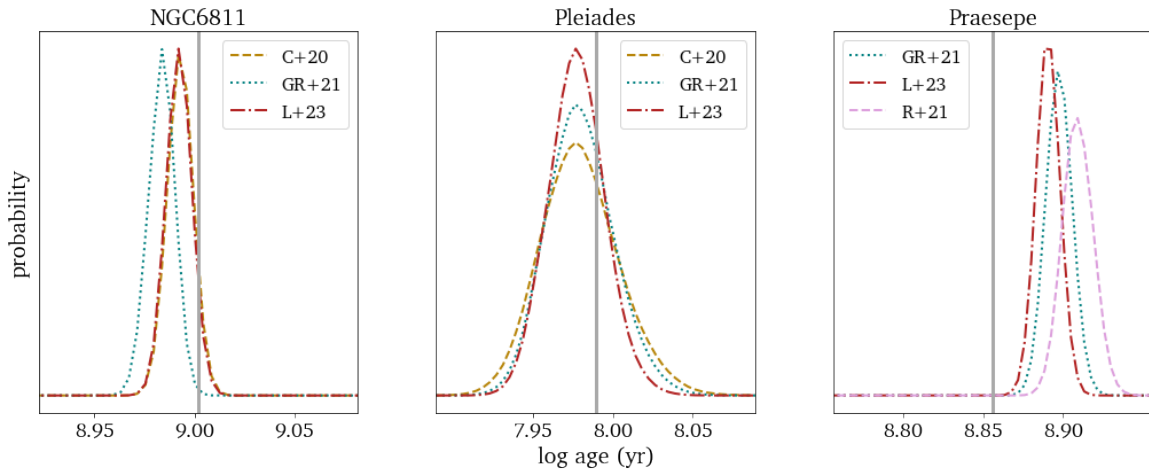 NGC6811
Pleiades
Praesepe
C+20
GR+21
L+23
C+20
GR+21
L+23
GR+21
L+23
R+21
probability
8.95 9.00 9.05
7.95 8.00 8.05
8.80 8.85 8.90
log age (yr)